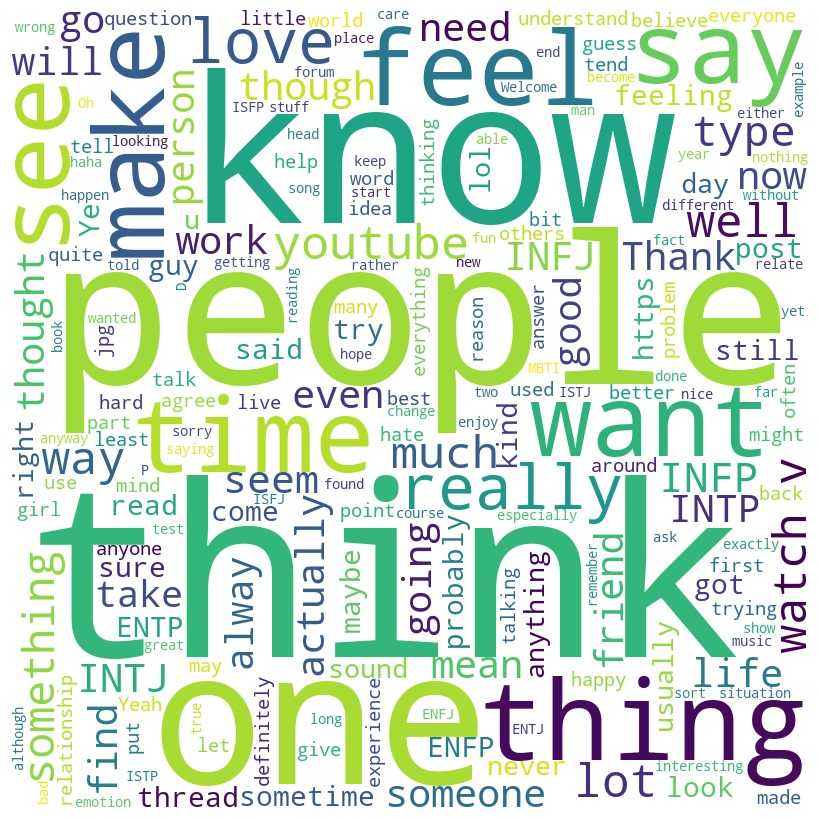 wrong
go
question
love
little
world
care
place
need
understand
believe
everyone
will
make
feel
say
end
guess
tend
forum
Welcome
become
example
see
Oh
haha
tell
looking
person
though
ISFP
stuff
know
head
help
song
keep
word
start
idea
thinking
lol
able
man
feeling
type
either
year
nothing
now
day
different
without
happen
Ye
u
quite
told
guy
work
getting
youtube
rather
fun
others
bit
new
INFJ
Thank
fact
well
post
relate
yet
thought
people
book
wanted
jpg
D
reading
hope
many
try
everything
reason
answer
MBTI
good
https
problem
still
said
talk
hard
agree
live
even
best
change
two
used
enjoy
ISTJ
done
better
nice
far
often
might
part
time
sorry
hate
want
right
way
least
anyway
saying
P
much
kind
around
use
mind
seem
found
really
INFP
back
girl
read
ISFJ
come
point
course
especially
INTP
watch v
test
think
ask
exactly
anyone
sure
something
take
alway
actually
maybe
going
probably
talking
anything
remember
friend
first
got
trying
show
music
ENTP
great
INTJ
may
sound
mean
usually
happy
life
sort
situation
although
relationship
find
Yeah
put
one
true
let
definitely
long
give
experience
ENFJ
ENFP
ENTJ
thing
never
interesting
bad
emotion
ISTP
thread
sometime
someone
lot
look
made